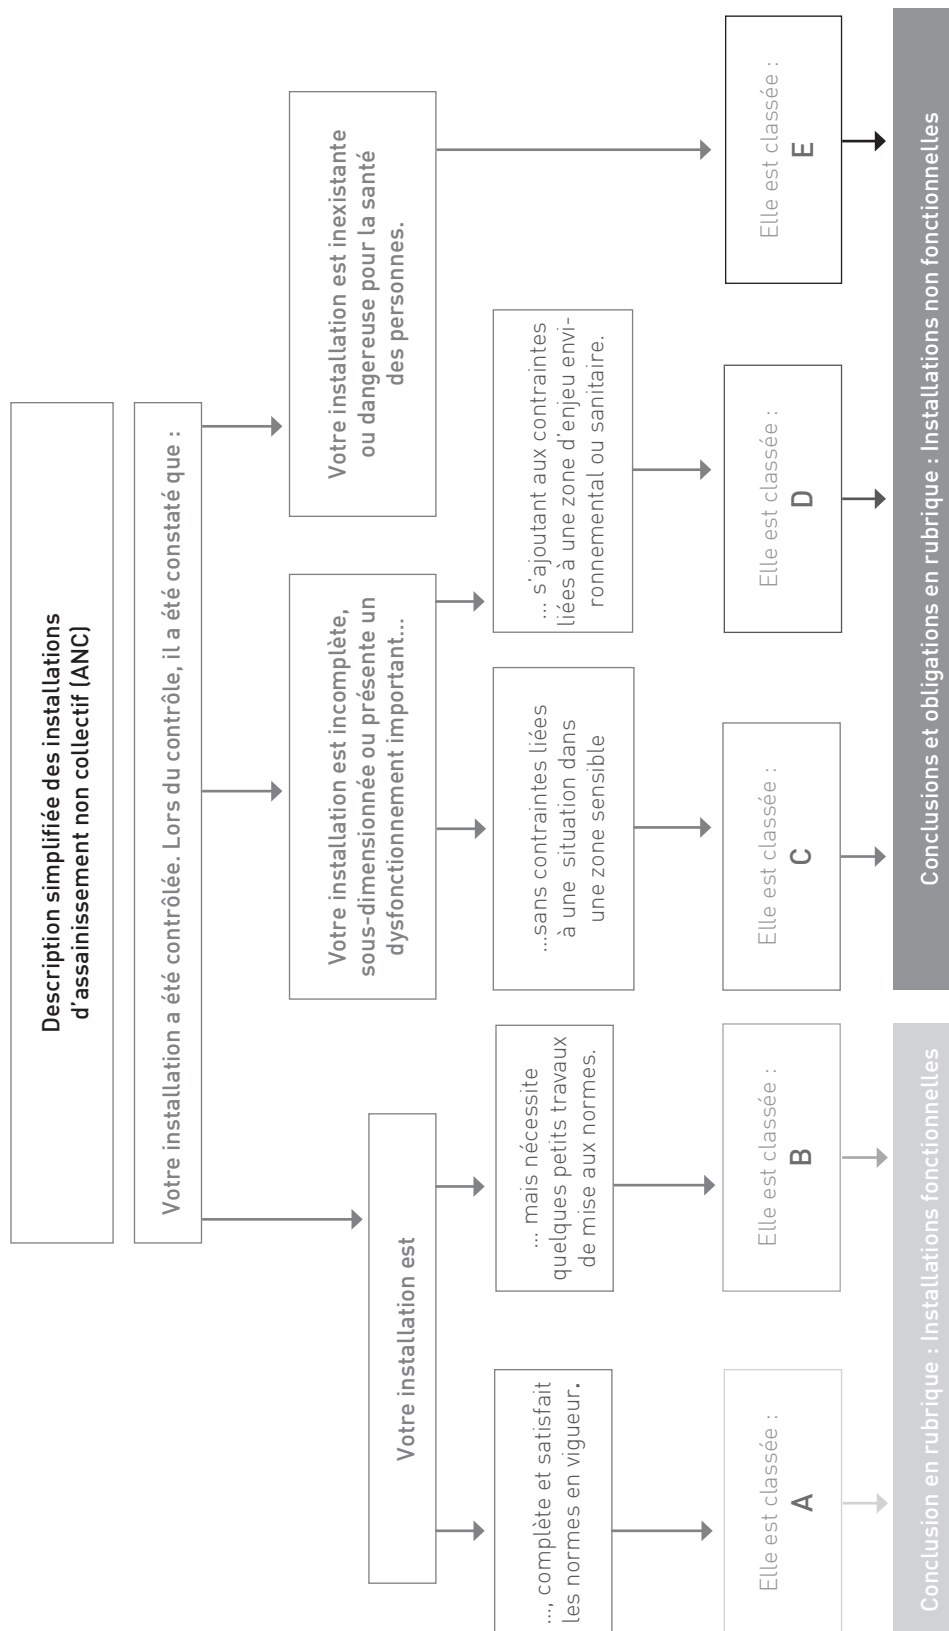 Description simplifiée des installations
d'assainissement non collectif (ANC)
Votre installation a été contrôlée. Lors du contrôle, il a été constaté que :
Votre installation est
Votre installation est incomplète,
sous-dimensionnée ou présente un
dysfonctionnement important...
Votre installation est inexistante
ou dangereuse pour la santé
des personnes.
..., complète et satisfait
les normes en vigueur.
... mais nécessite
quelques petits travaux
de mise aux normes.
...sans contraintes liées
à une situation dans
une zone sensible
... s'ajoutant aux contraintes
liées à une zone d'enjeu envi-
ronnemental ou sanitaire.
Elle est classée :
A
Elle est classée :
B
Elle est classée :
C
Elle est classée :
D
Elle est classée :
E
Conclusion en rubrique : Installations fonctionnelles
Conclusions et obligations en rubrique : Installations non fonctionnelles